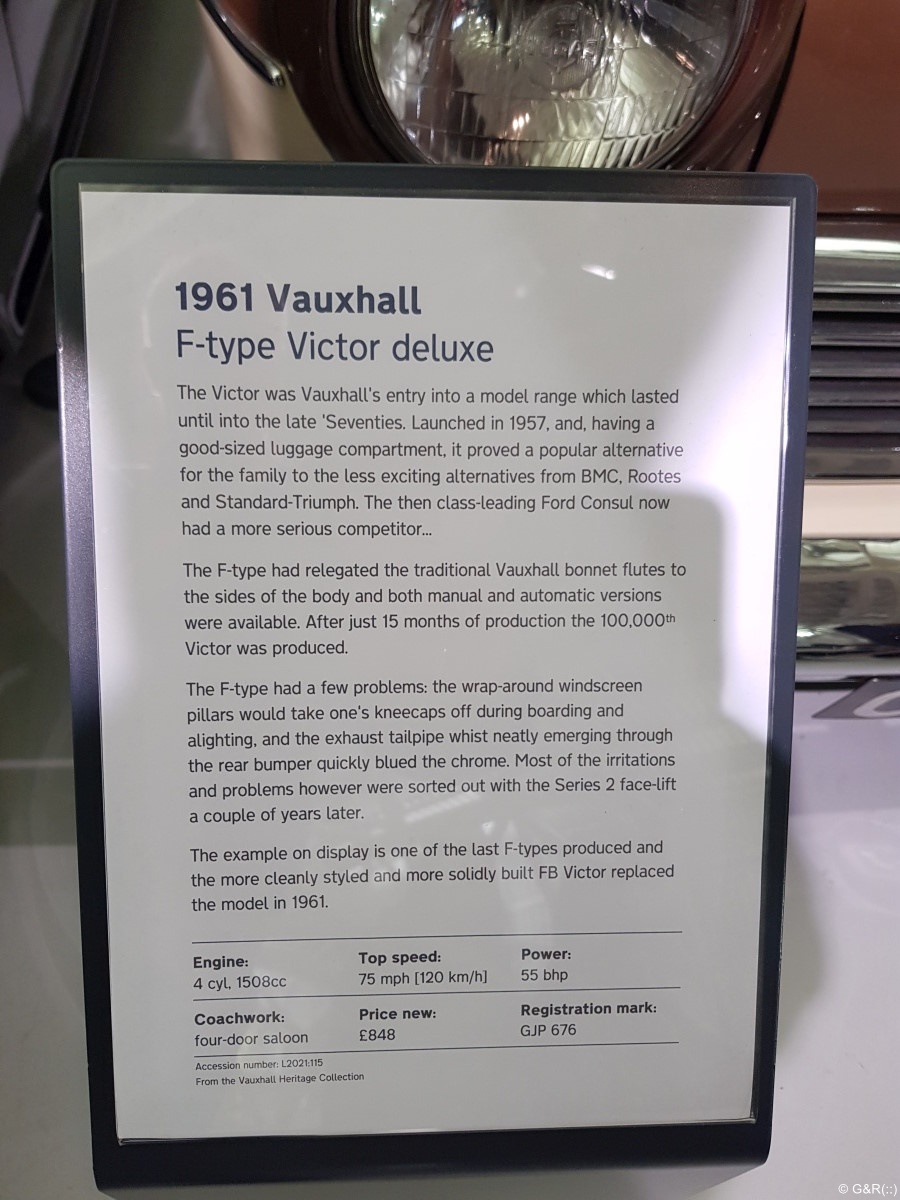 1961 Vauxhall
F-type Victor deluxe
The Victor was Vauxhall's entry into a model range which lasted
until into the late 'Seventies. Launched in 1957, and, having a
good-sized luggage compartment, it proved a popular alternative
for the family to the less exciting alternatives from BMC, Rootes
and Standard-Triumph. The then class-leading Ford Consul now
had a more serious competitor...
The F-type had relegated the traditional Vauxhall bonnet flutes to
the sides of the body and both manual and automatic versions
were available. After just 15 months of production the 100,000th
Victor was produced.
The F-type had a few problems: the wrap-around windscreen
pillars would take one's kneecaps off during boarding and
alighting, and the exhaust tailpipe whist neatly emerging through
the rear bumper quickly blued the chrome. Most of the irritations
and problems however were sorted out with the Series 2 face-lift
a couple of years later.
The example on display is one of the last F-types produced and
the more cleanly styled and more solidly built FB Victor replaced
the model in 1961.
Engine: Top speed: Power:
4 cyl, 1508cc 75 mph [120 km/h] 55 bhp
Coachwork: Price new: Registration mark:
four-door saloon £848 GJP 676
Accession number: L2021:115
From the Vauxhall Heritage Collection
© G&R(::)